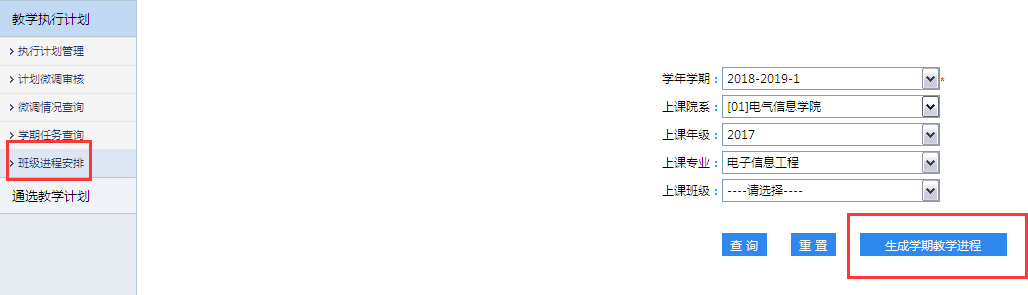 教学执行计划
执行计划管理
计划微调审核
微调情况查询
学期任务查询
班级进程安排
通选教学计划
学年学期： 2018-2019-1 *
上课院系： [01]电气信息学院
上课年级： 2017
上课专业： 电子信息工程
上课班级： ----请选择----
查 询 重 置 生成学期教学进程